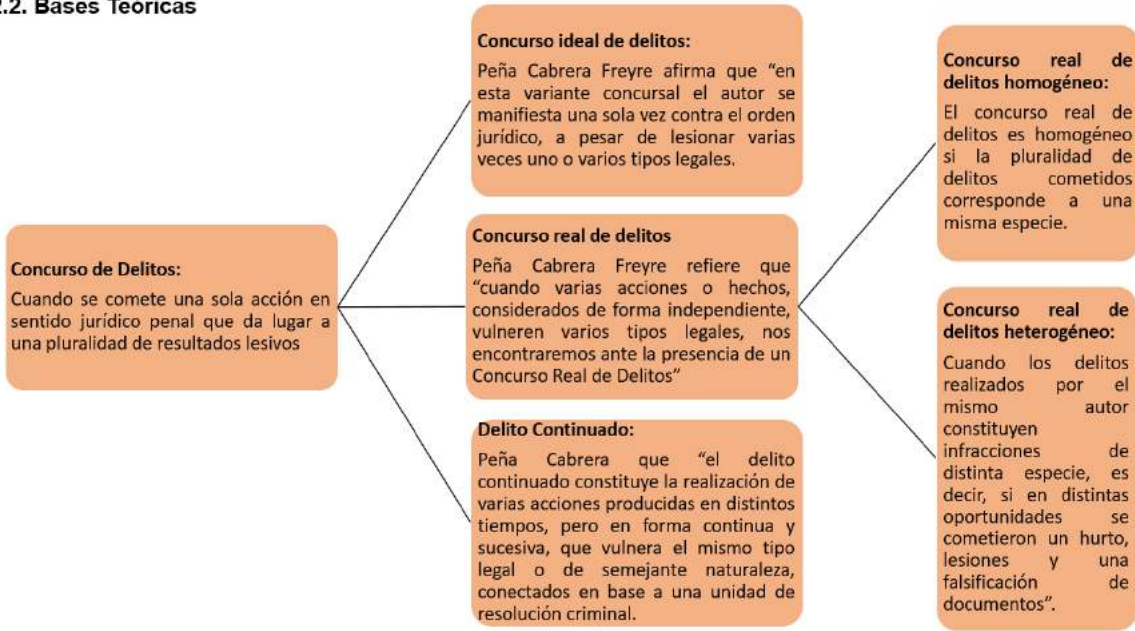 2.2. Bases Teóricas
Concurso de Delitos:
Cuando se comete una sola acción en
sentido jurídico penal que da lugar a
una pluralidad de resultados lesivos
Concurso ideal de delitos:
Peña Cabrera Freyre afirma que “en
esta variante concursal el autor se
manifiesta una sola vez contra el orden
jurídico, a pesar de lesionar varias
veces uno o varios tipos legales.
Concurso real de delitos
Peña Cabrera Freyre refiere que
“cuando varias acciones o hechos,
considerados de forma independiente,
vulneren varios tipos legales, nos
encontraremos ante la presencia de un
Concurso Real de Delitos”
Delito Continuado:
Peña Cabrera que “el delito
continuado constituye la realización de
varias acciones producidas en distintos
tiempos, pero en forma continua y
sucesiva, que vulnera el mismo tipo
legal o de semejante naturaleza,
conectados en base a una unidad de
resolución criminal.
Concurso real de
delitos homogéneo:
El concurso real de
delitos es homogéneo
si la pluralidad de
delitos cometidos
corresponde a una
misma especie.
Concurso real de
delitos heterogéneo:
Cuando los delitos
realizados por el
mismo autor
constituyen
infracciones de
distinta especie, es
decir, si en distintas
oportunidades se
cometieron un hurto,
lesiones y una
falsificación de
documentos”.